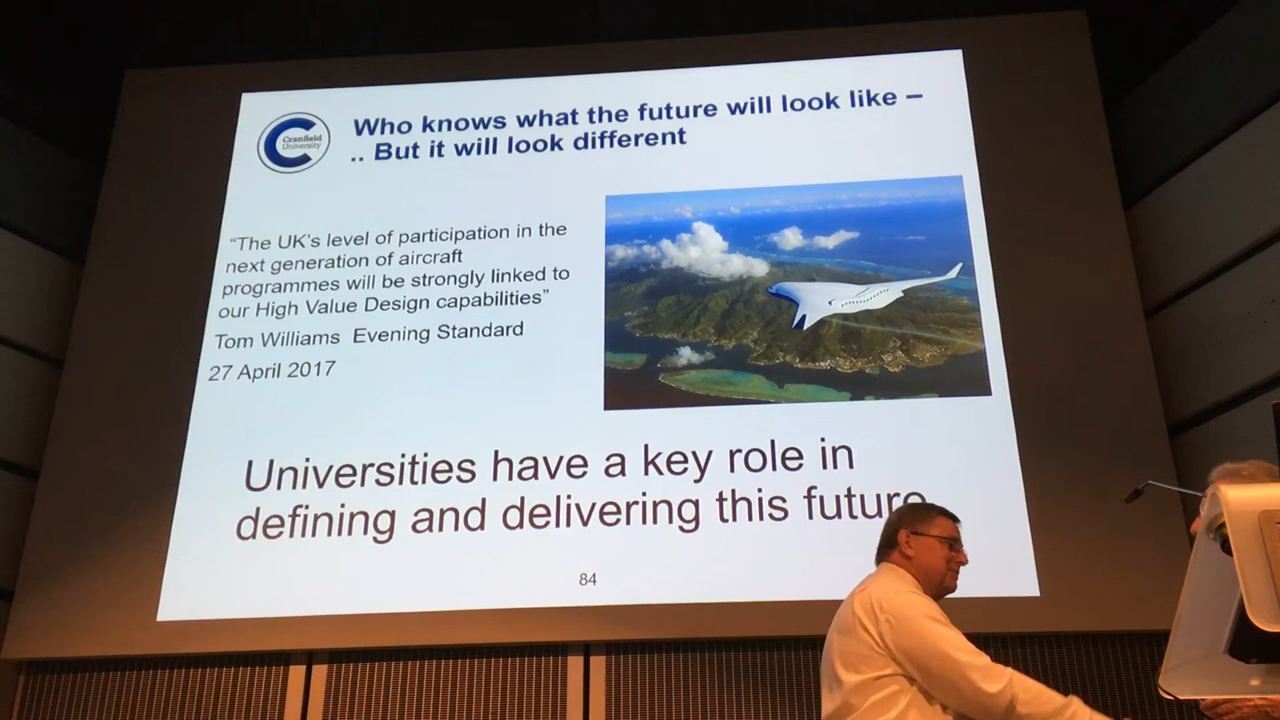 Cranfield
University
Who knows what the future will look like –
.. But it will look different
“The UK’s level of participation in the
next generation of aircraft
programmes will be strongly linked to
our High Value Design capabilities”
Tom Williams Evening Standard
27 April 2017
Universities have a key role in
defining and delivering this future
84